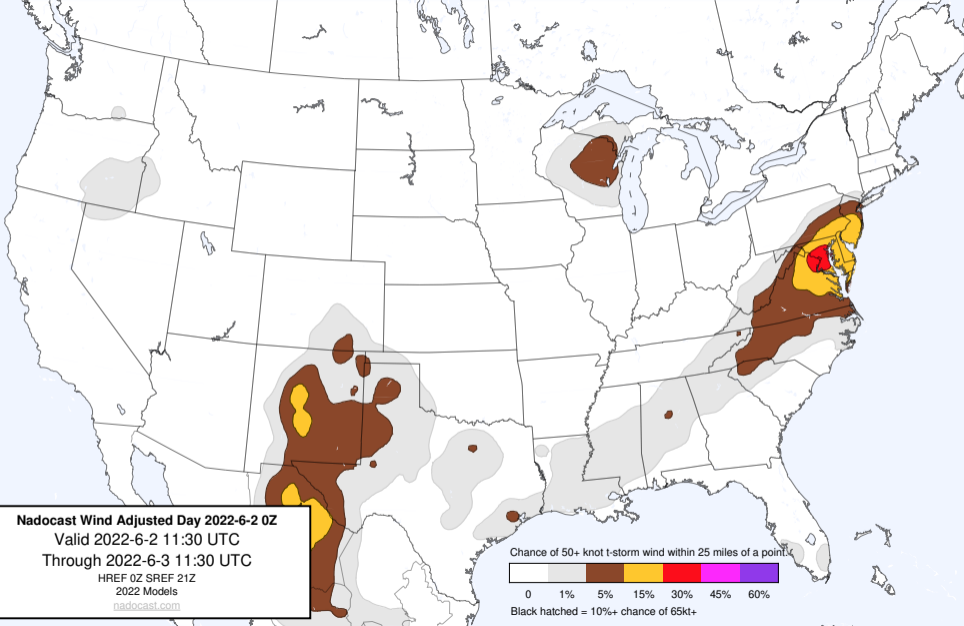 Nadocast Wind Adjusted Day 2022-6-2 0Z
Valid 2022-6-2 11:30 UTC
Through 2022-6-3 11:30 UTC
HREF 0Z SREF 21Z
2022 Models
nadocast.com
Chance of 50+ knot t-storm wind within 25 miles of a point.
0 1% 5% 15% 30% 45% 60%
Black hatched = 10%+ chance of 65kt+